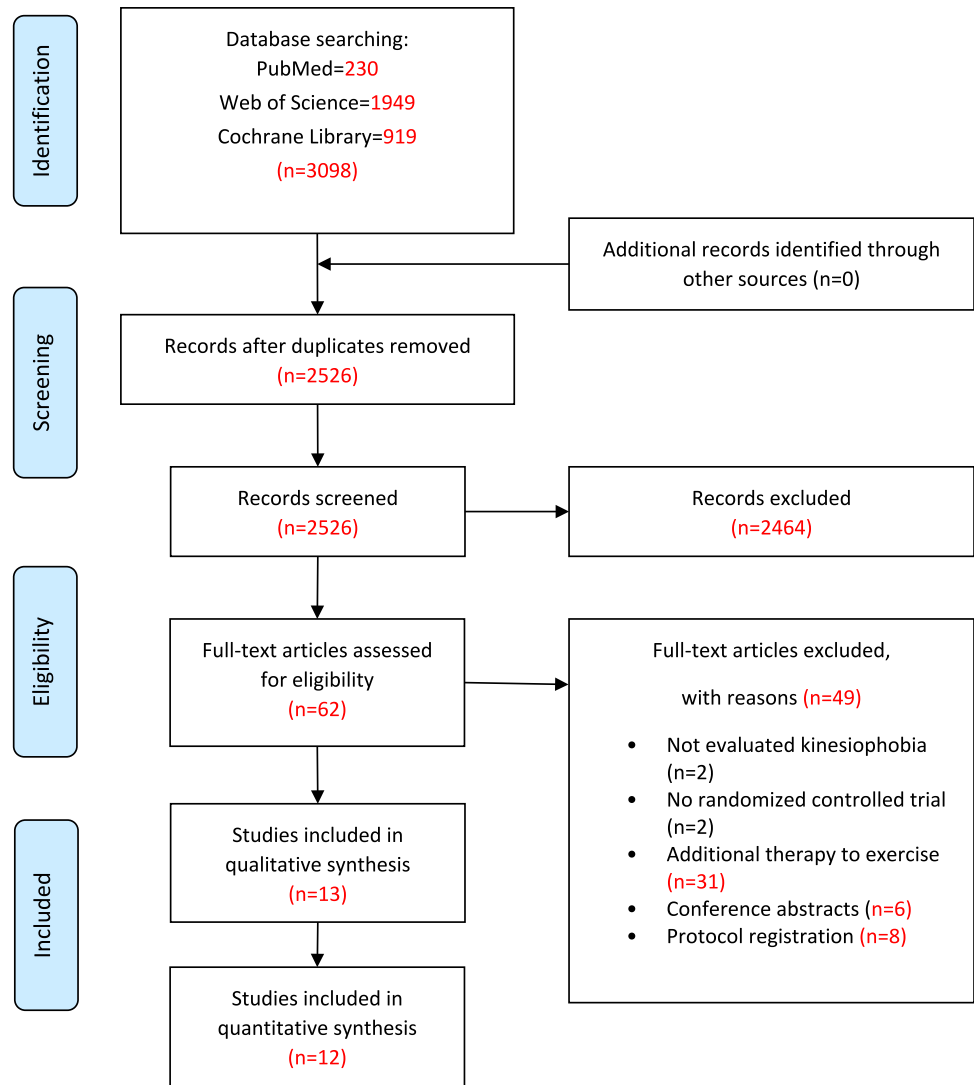 Identification
Database searching:
PubMed=230
Web of Science=1949
Cochrane Library=919
(n=3098)
Additional records identified through
other sources (n=0)
Screening
Records after duplicates removed
(n=2526)
Records screened
(n=2526)
Records excluded
(n=2464)
Eligibility
Full-text articles assessed
for eligibility
(n=62)
Full-text articles excluded,
with reasons (n=49)
• Not evaluated kinesiophobia
(n=2)
• No randomized controlled trial
(n=2)
• Additional therapy to exercise
(n=31)
• Conference abstracts (n=6)
• Protocol registration (n=8)
Included
Studies included in
qualitative synthesis
(n=13)
Studies included in
quantitative synthesis
(n=12)